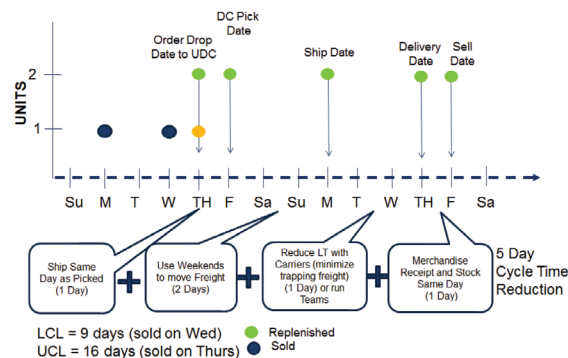 DC Pick
Date
Order Drop
Date to UDC
Ship Date
Delivery
Date
Sell
Date
UNITS
2
1
Su M T W TH F Sa Su M T W TH F Sa
Ship Same
Day as Picked
(1 Day)
+
Use Weekends
to move Freight
(2 Days)
+
Reduce LT with
Carriers (minimize
trapping freight)
(1 Day) or run
Teams
+
Merchandise
Receipt and Stock
Same Day
(1 Day)
5 Day
Cycle Time
Reduction
LCL = 9 days (sold on Wed)
UCL = 16 days (sold on Thurs)
Replenished
Sold